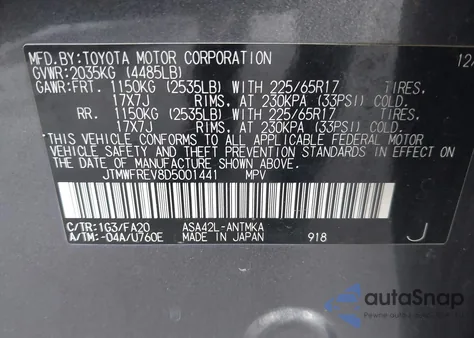 MFD.BY:TOYOTA MOTOR CORPORATION 12/
GVWR:2035KG (4485LB)
GAWR:FRT. 1150KG (2535LB) WITH 225/65R17 TIRES,
17X7J RIMS, AT 230KPA (33PSI) COLD
RR. 1150KG (2535LB) WITH 225/65R17 TIRES,
17X7J RIMS, AT 230KPA (33PSI) COLD
THIS VEHICLE CONFORMS TO ALL APPLICABLE FEDERAL MOTOR
VEHICLE SAFETY AND THEFT PREVENTION STANDARDS IN
EFFECT ON THE DATE OF MANUFACTURE SHOWN ABOVE.
JTMWFREV8D5001441 MPV
C/TR:1G3/FA20 ASA42L-ANTMKA
A/TM:-04A/U760E MADE IN JAPAN 918 J
autoSnap